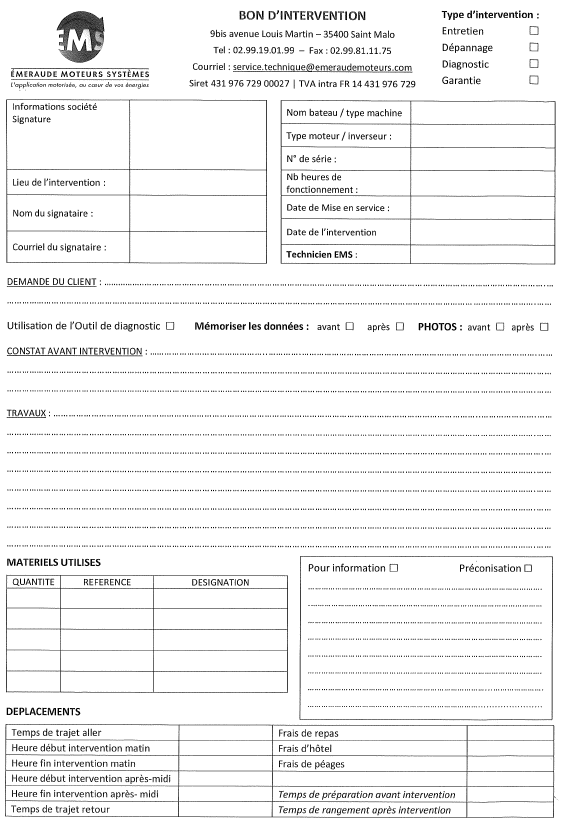 BON D'INTERVENTION
9bis avenue Louis Martin – 35400 Saint Malo
Tel : 02.99.19.01.99 – Fax : 02.99.81.11.75
Courriel : service.technique@emeraudemoteurs.com
Siret 431 976 729 00027 | TVA intra FR 14 431 976 729
EMS
ÉMERAUDE MOTEURS SYSTÈMES
L'application motorisée, au cœur de vos énergies
Type d'intervention :
Entretien ☐
Dépannage ☐
Diagnostic ☐
Garantie ☐
Informations société
Signature
Lieu de l'intervention :
Nom du signataire :
Courriel du signataire :
Nom bateau / type machine
Type moteur / inverseur :
N° de série :
Nb heures de
fonctionnement :
Date de Mise en service :
Date de l'intervention
Technicien EMS :
DEMANDE DU CLIENT :
Utilisation de l'Outil de diagnostic ☐ Mémoriser les données : avant ☐ après ☐ PHOTOS : avant ☐ après ☐
CONSTAT AVANT INTERVENTION :
TRAVAUX :
MATERIELS UTILISES
QUANTITE REFERENCE DESIGNATION
Pour information ☐ Préconisation ☐
DEPLACEMENTS
Temps de trajet aller
Heure début intervention matin
Heure fin intervention matin
Heure début intervention après-midi
Heure fin intervention après- midi
Temps de trajet retour
Frais de repas
Frais d'hôtel
Frais de péages
Temps de préparation avant intervention
Temps de rangement après intervention